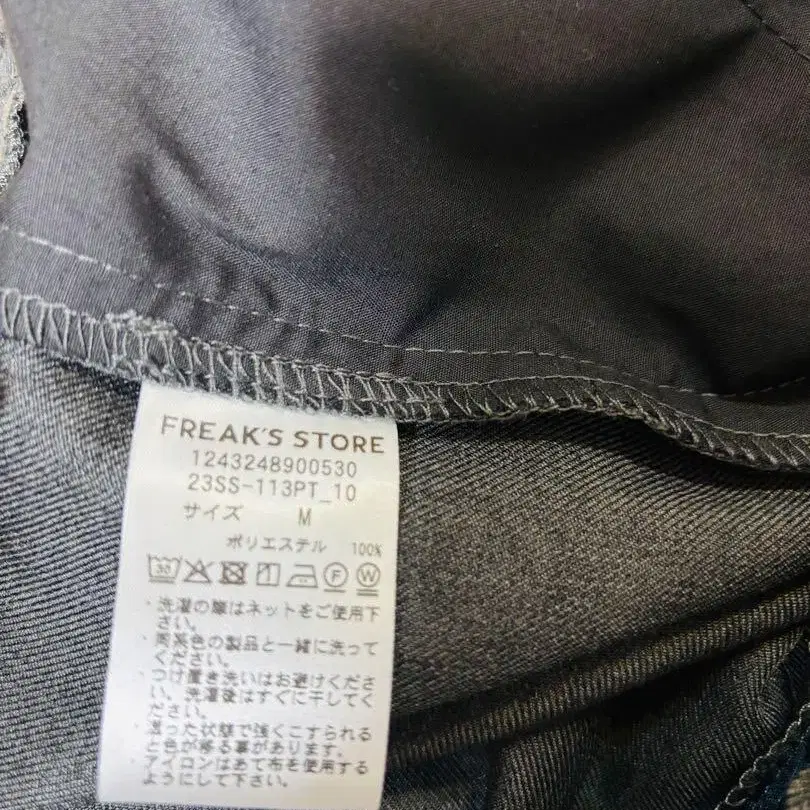 FREAK'S STORE
1243248900530
23SS-113PT_10
サイズ M
ポリエステル 100%
30 F W
・洗濯の際はネットをご使用下
さい。
・同系色の製品と一緒に洗って
ください。
・つけ置き洗いはお避けくださ
い。洗濯後はすぐに干してく
ださい。
・湿った状態で強くこすられる
と色が移る事があります。
・アイロンはあて布を使用する
ようにして下さい。